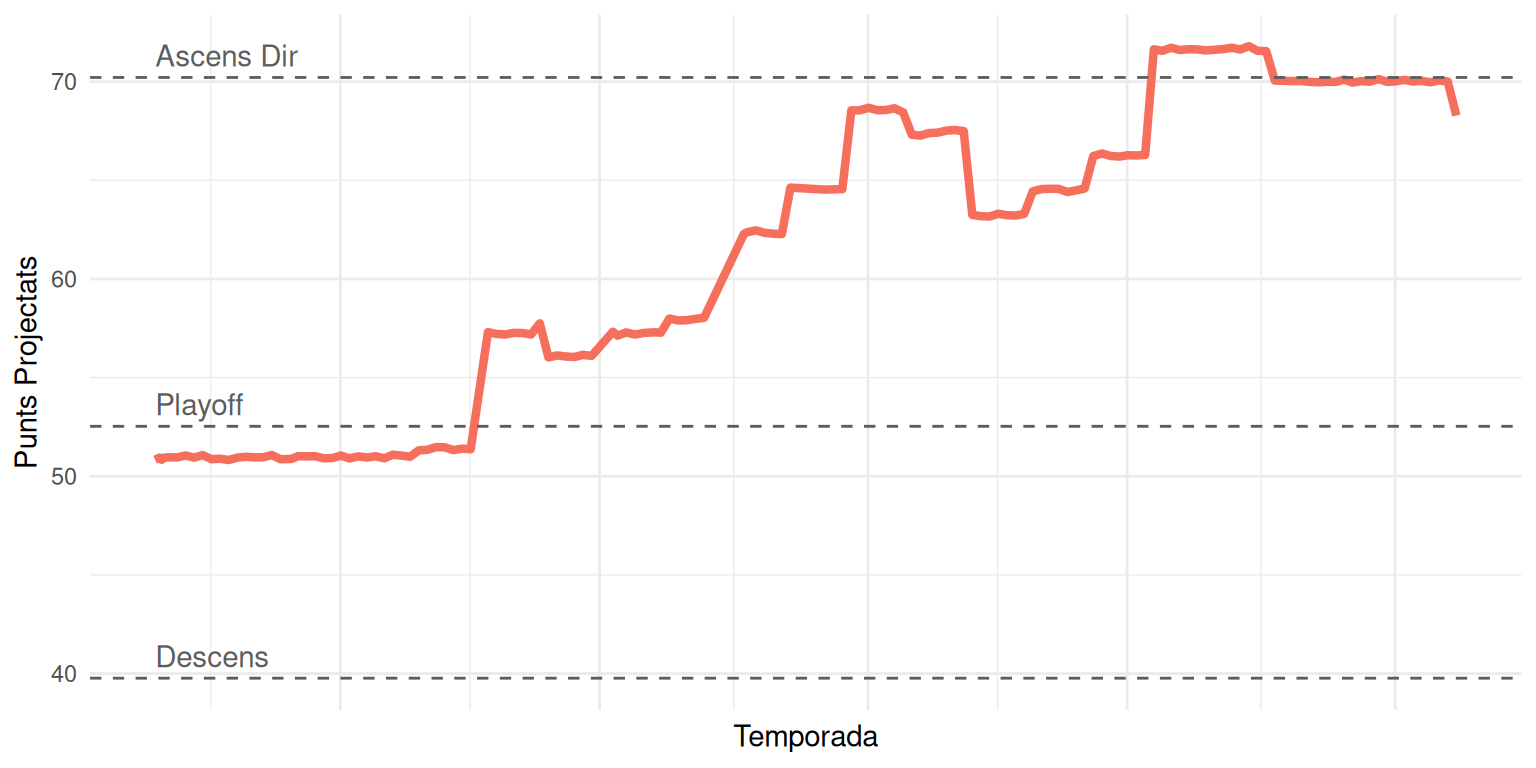 Ascens Dir
70
60
Playoff
50
Descens
40
Punts Projectats
Temporada